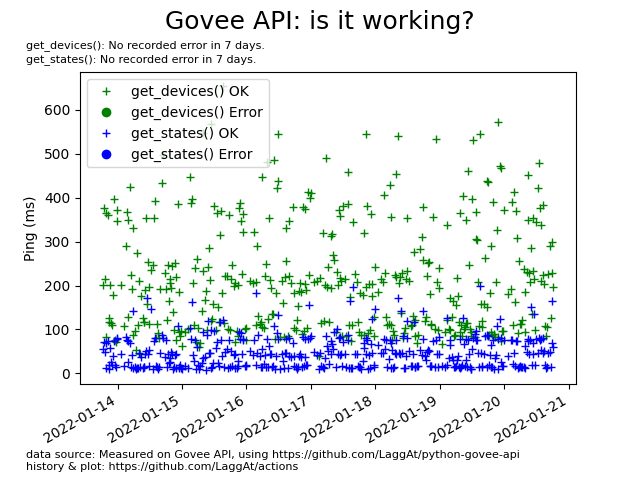 Govee API: is it working?
get_devices(): No recorded error in 7 days.
get_states(): No recorded error in 7 days.
get_devices() OK
get_devices() Error
get_states() OK
get_states() Error
Ping (ms)
600
500
400
300
200
100
0
2022-01-14
2022-01-15
2022-01-16
2022-01-17
2022-01-18
2022-01-19
2022-01-20
2022-01-21
data source: Measured on Govee API, using https://github.com/LaggAt/python-govee-api
history & plot: https://github.com/LaggAt/actions